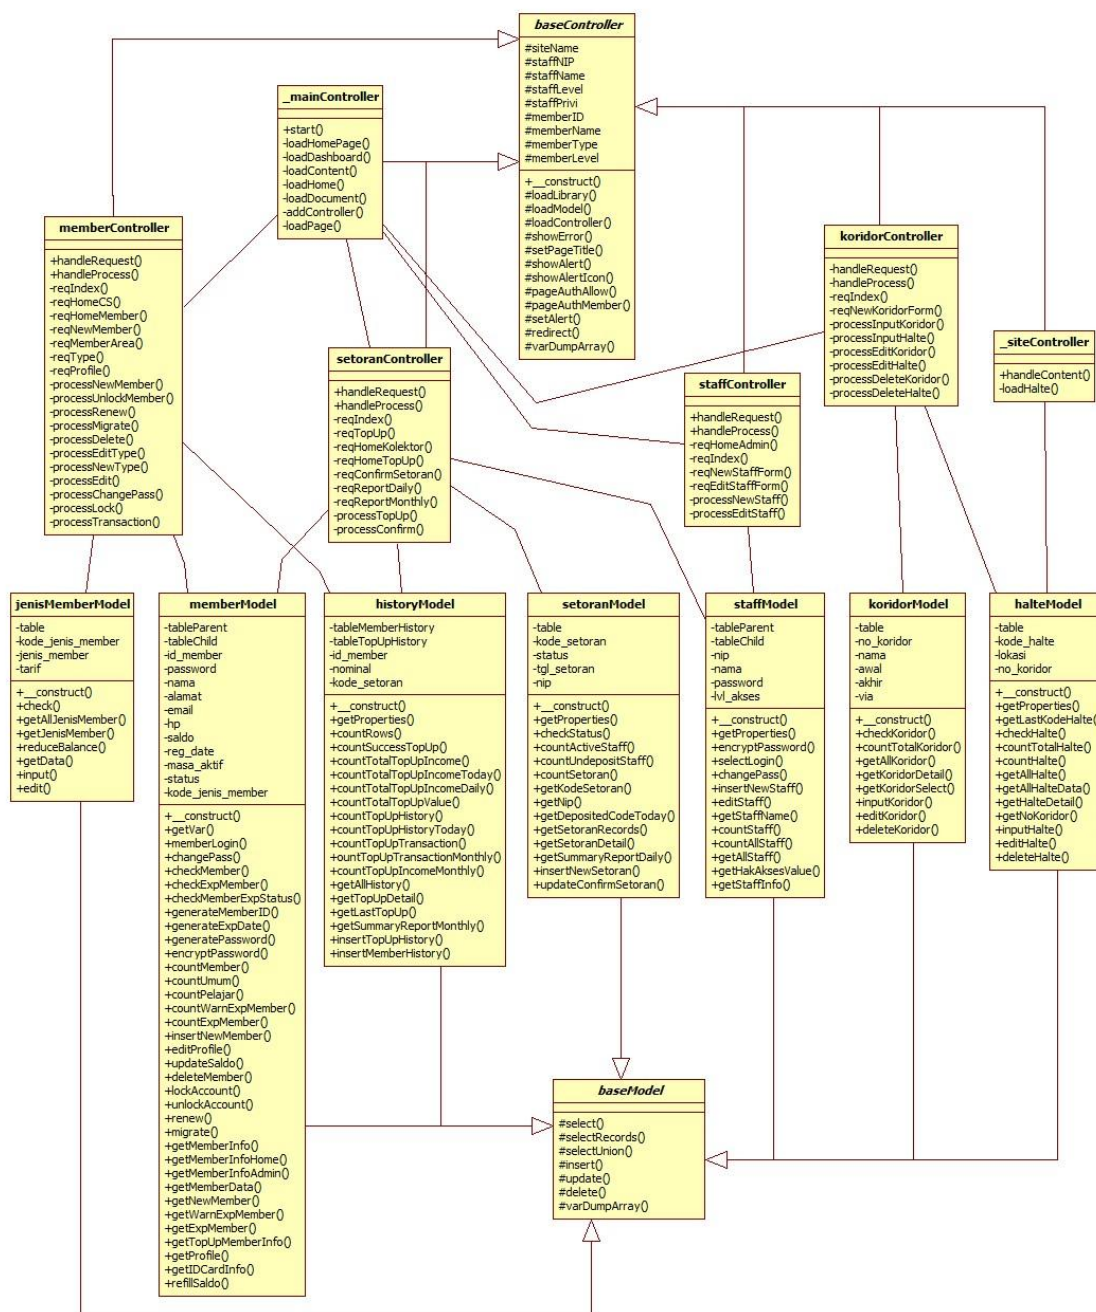 baseController
#siteName
#staffNIP
#staffName
#staffLevel
#staffPrivi
#memberID
#memberName
#memberType
#memberLevel
+__construct()
#loadLibrary()
#loadModel()
#loadController()
#showError()
#setPageTitle()
#showAlert()
#showAlertIcon()
#pageAuthAllow()
#pageAuthMember()
#setAlert()
#redirect()
#varDumpArray()
_mainController
+start()
-loadHomePage()
-loadDashboard()
-loadContent()
-loadHome()
-loadDocument()
-addController()
-loadPage()
memberController
+handleRequest()
+handleProcess()
-reqIndex()
-reqHomeCS()
-reqHomeMember()
-reqNewMember()
-reqMemberArea()
-reqType()
-reqProfile()
-processNewMember()
-processUnlockMember()
-processRenew()
-processMigrate()
-processDelete()
-processEditType()
-processNewType()
-processEdit()
-processChangePass()
-processLock()
-processTransaction()
setoranController
+handleRequest()
+handleProcess()
-reqIndex()
-reqTopUp()
-reqHomeKolektor()
-reqHomeTopUp()
-reqConfirmSetoran()
-reqReportDaily()
-reqReportMonthly()
-processTopUp()
-processConfirm()
staffController
+handleRequest()
+handleProcess()
-reqHomeAdmin()
-reqIndex()
-reqNewStaffForm()
-reqEditStaffForm()
-processNewStaff()
-processEditStaff()
koridorController
-handleRequest()
-handleProcess()
-reqIndex()
-reqNewKoridorForm()
-processInputKoridor()
-processInputHalte()
-processEditKoridor()
-processEditHalte()
-processDeleteKoridor()
-processDeleteHalte()
_siteController
+handleContent()
-loadHalte()
jenisMemberModel
-table
-kode_jenis_member
-jenis_member
-tarif
+__construct()
+check()
+getAllJenisMember()
+getJenisMember()
+reduceBalance()
+getData()
+input()
+edit()
memberModel
-tableParent
-tableChild
-id_member
-password
-nama
-alamat
-email
-hp
-saldo
-reg_date
-masa_aktif
-status
-kode_jenis_member
+__construct()
+getVar()
+memberLogin()
+changePass()
+checkMember()
+checkExpMember()
+checkMemberExpStatus()
+generateMemberID()
+generateExpDate()
+generatePassword()
+encryptPassword()
+countMember()
+countUmum()
+countPelajar()
+countWarnExpMember()
+countExpMember()
+insertNewMember()
+editProfile()
+updateSaldo()
+deleteMember()
+lockAccount()
+unlockAccount()
+renew()
+migrate()
+getMemberInfo()
+getMemberInfoHome()
+getMemberInfoAdmin()
+getMemberData()
+getNewMember()
+getWarnExpMember()
+getExpMember()
+getTopUpMemberInfo()
+getProfile()
+getIDCardInfo()
+refillSaldo()
historyModel
-tableMemberHistory
-tableTopUpHistory
-id_member
-nominal
-kode_setoran
+__construct()
+getProperties()
+countRows()
+countSuccessTopUp()
+countTotalTopUpIncome()
+countTotalTopUpIncomeToday()
+countTotalTopUpIncomeDaily()
+countTotalTopUpValue()
+countTopUpHistory()
+countTopUpHistoryToday()
+countTopUpTransaction()
+ountTopUpTransactionMonthly()
+countTopUpIncomeMonthly()
+getAllHistory()
+getTopUpDetail()
+getLastTopUp()
+getSummaryReportMonthly()
+insertTopUpHistory()
+insertMemberHistory()
setoranModel
-table
-kode_setoran
-status
-tgl_setoran
-nip
+__construct()
+getProperties()
+checkStatus()
+countActiveStaff()
+countUndepositStaff()
+countSetoran()
+getKodeSetoran()
+getNip()
+getDepositedCodeToday()
+getSetoranRecords()
+getSetoranDetail()
+getSummaryReportDaily()
+insertNewSetoran()
+updateConfirmSetoran()
staffModel
-tableParent
-tableChild
-nip
-nama
-password
-lvl_akses
+__construct()
+getProperties()
+encryptPassword()
+selectLogin()
+changePass()
+insertNewStaff()
+editStaff()
+getStaffName()
+countStaff()
+countAllStaff()
+getAllStaff()
+getHakAksesValue()
+getStaffInfo()
koridorModel
-table
-no_koridor
-nama
-awal
-akhir
-via
+__construct()
+checkKoridor()
+countTotalKoridor()
+getAllKoridor()
+getKoridorDetail()
+getKoridorSelect()
+inputKoridor()
+editKoridor()
+deleteKoridor()
halteModel
-table
-kode_halte
-lokasi
-no_koridor
+__construct()
+getProperties()
+getLastKodeHalte()
+checkHalte()
+countTotalHalte()
+countHalte()
+getAllHalte()
+getAllHalteData()
+getHalteDetail()
+getNoKoridor()
+inputHalte()
+editHalte()
+deleteHalte()
baseModel
#select()
#selectRecords()
#selectUnion()
#insert()
#update()
#delete()
#varDumpArray()